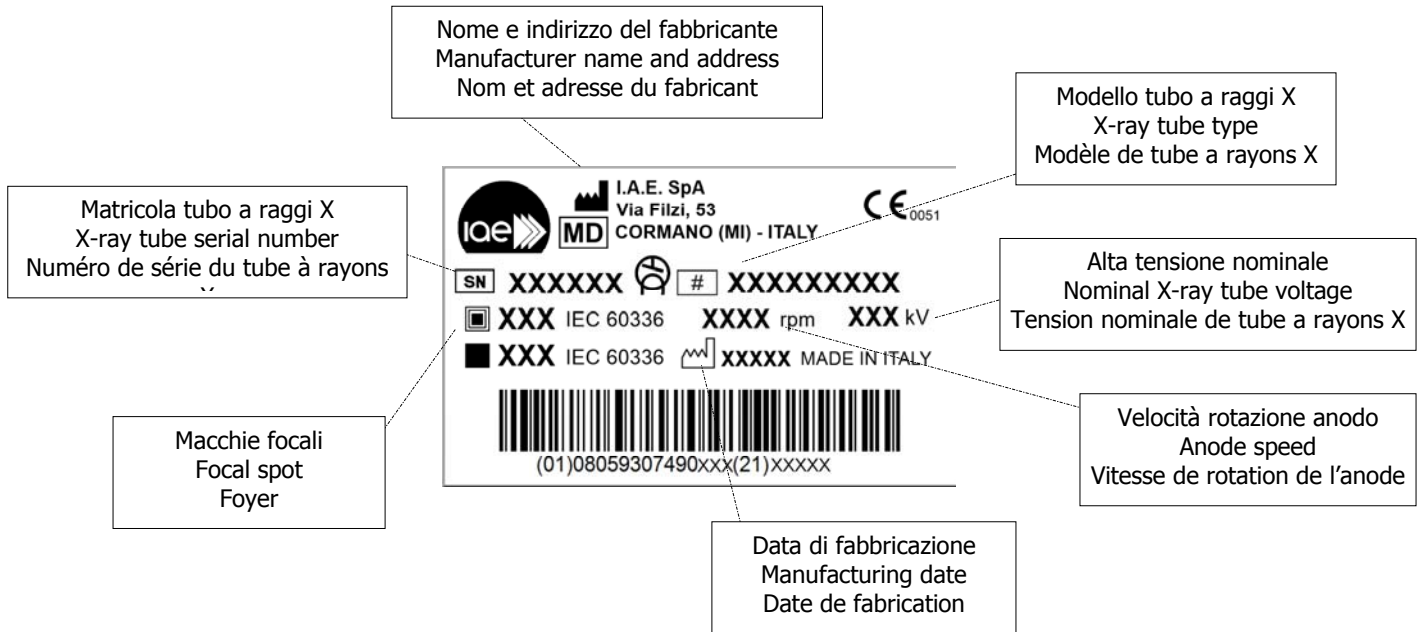 Nome e indirizzo del fabbricante
Manufacturer name and address
Nom et adresse du fabricant
Modello tubo a raggi X
X-ray tube type
Modèle de tube a rayons X
Matricola tubo a raggi X
X-ray tube serial number
Numéro de série du tube à rayons
iae
I.A.E. SpA
Via Filzi, 53
MD CORMANO (MI) - ITALY
CE 0051
SN XXXXXX # XXXXXXXXX
XXX IEC 60336 XXXX rpm XXX kV
XXX IEC 60336 XXXXX MADE IN ITALY
(01)08059307490xxx(21)xxxxx
Alta tensione nominale
Nominal X-ray tube voltage
Tension nominale de tube a rayons X
Macchie focali
Focal spot
Foyer
Velocità rotazione anodo
Anode speed
Vitesse de rotation de l’anode
Data di fabbricazione
Manufacturing date
Date de fabrication